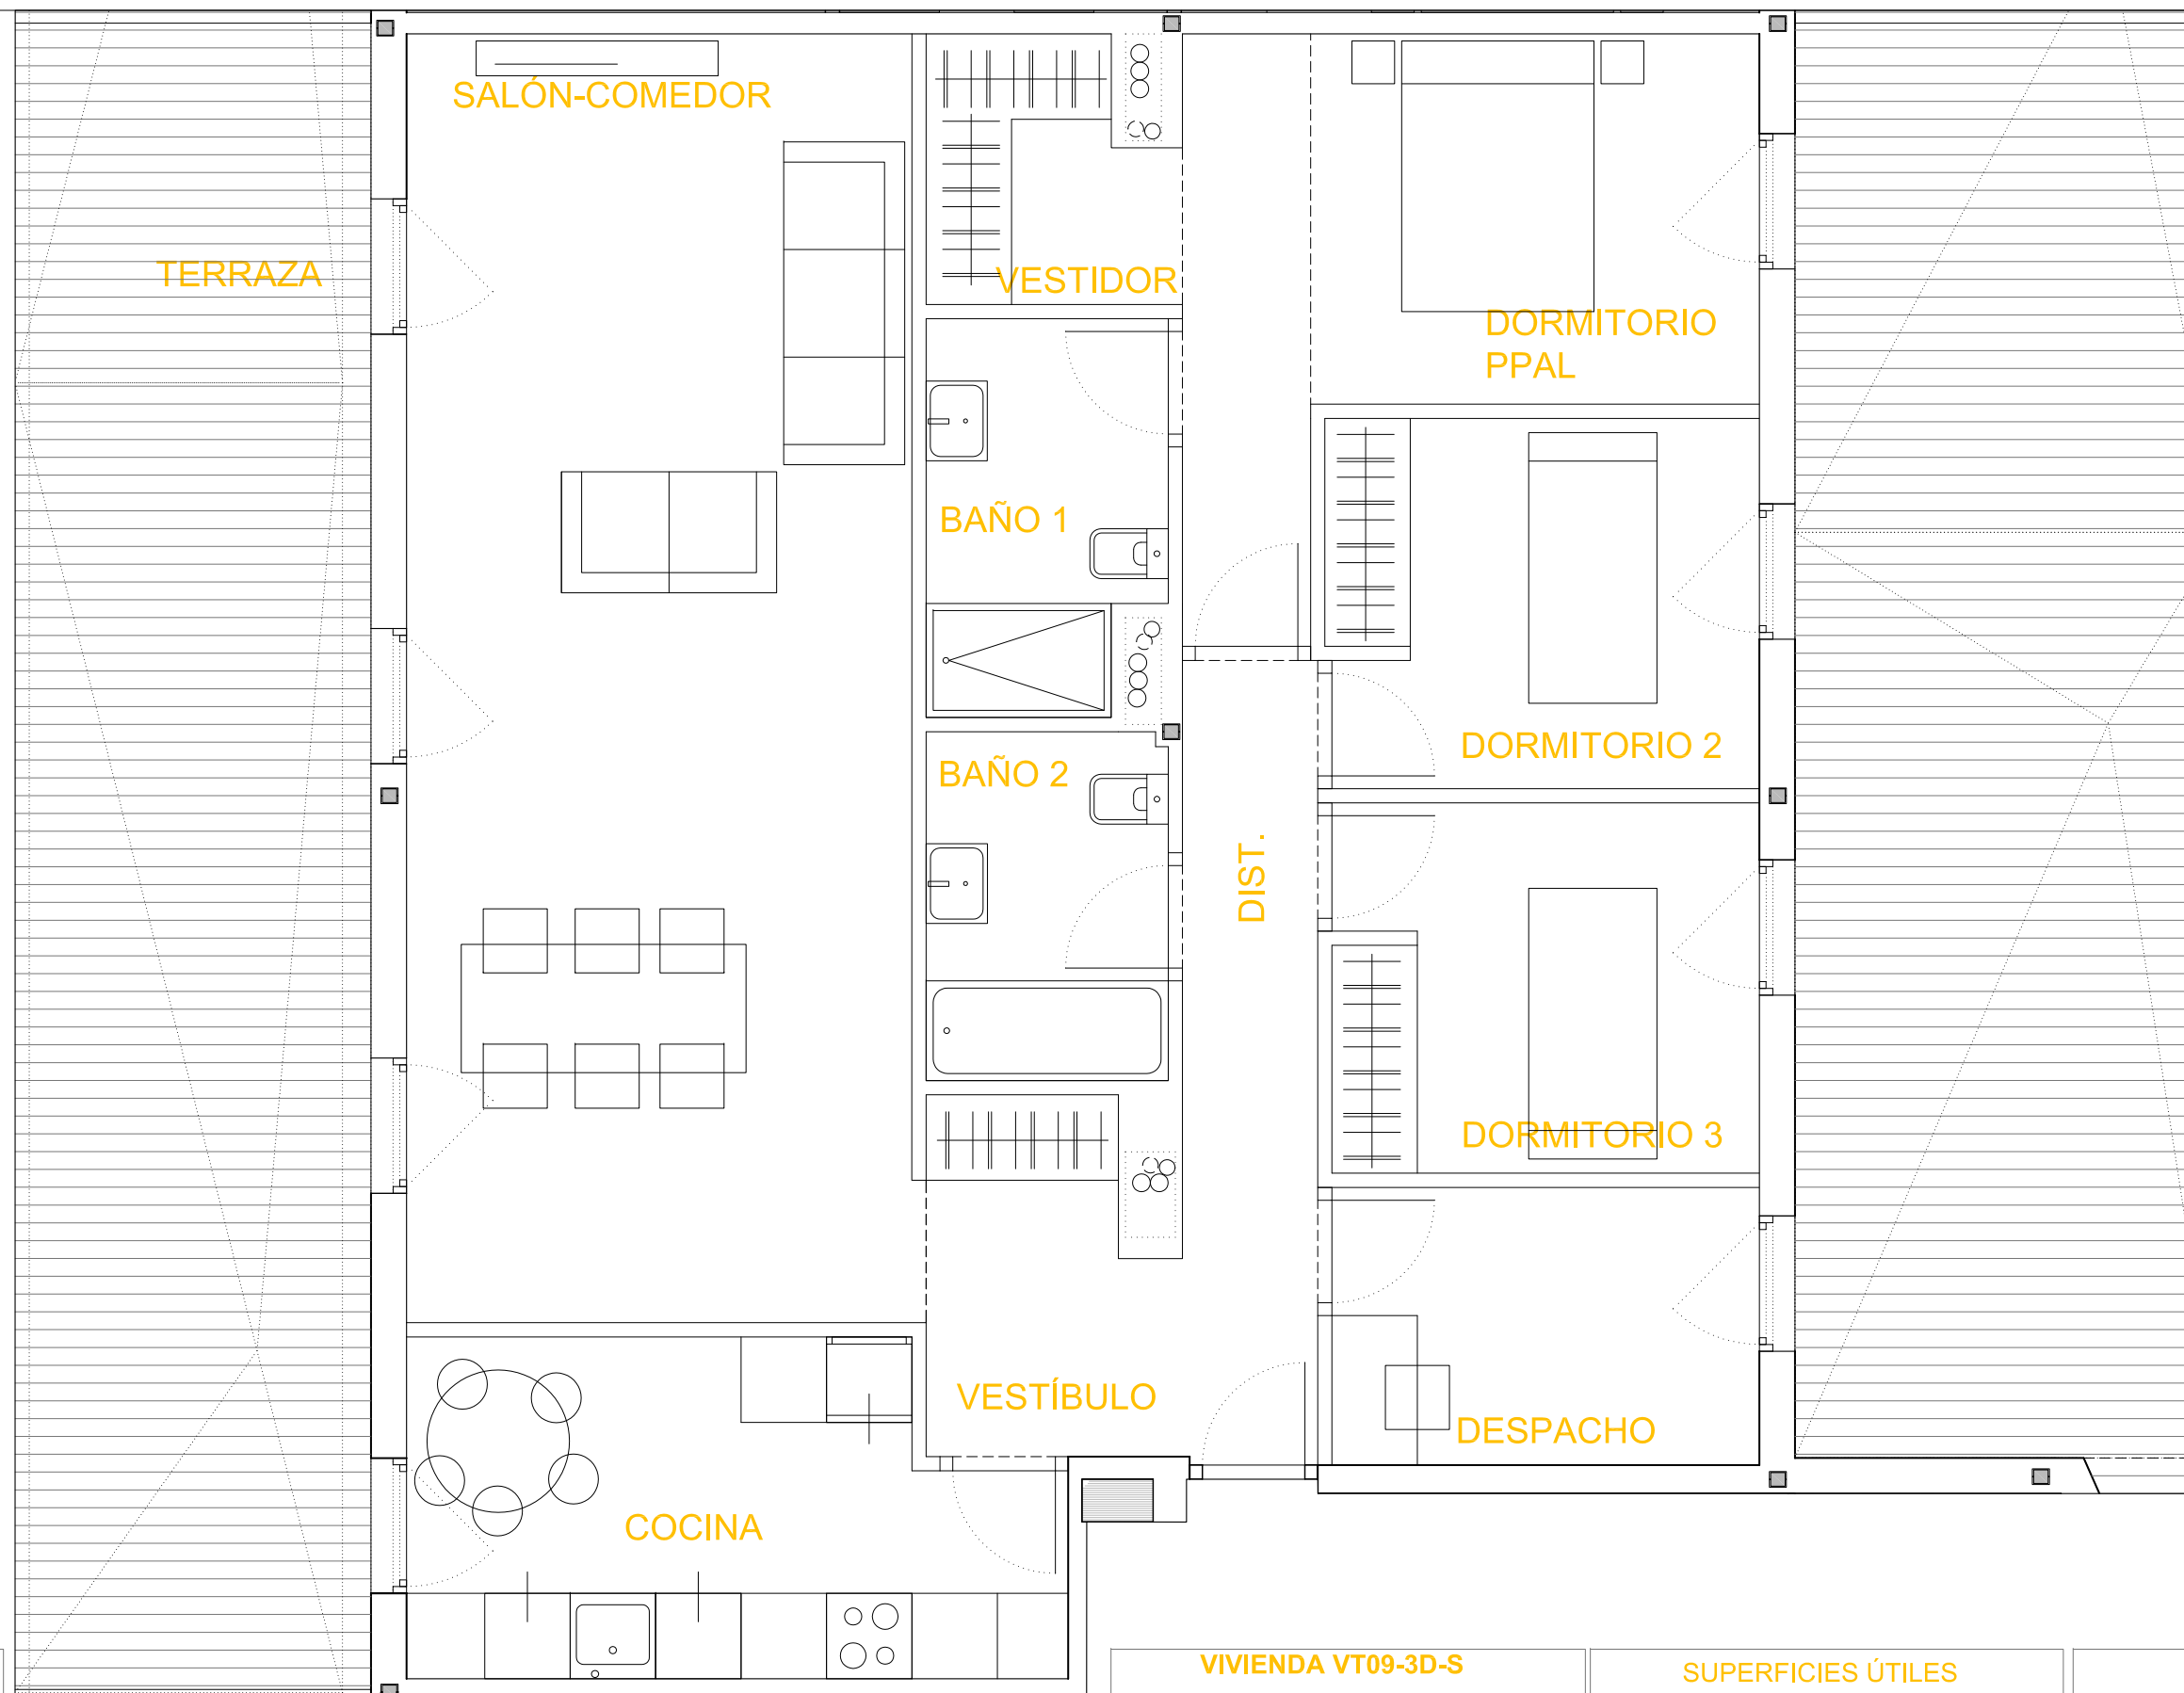 SALÓN-COMEDOR
TERRAZA
VESTIDOR
DORMITORIO
PPAL
BAÑO 1
DORMITORIO 2
BAÑO 2
DIST.
DORMITORIO 3
VESTÍBULO
DESPACHO
COCINA
VIVIENDA VT09-3D-S
SUPERFICIES ÚTILES